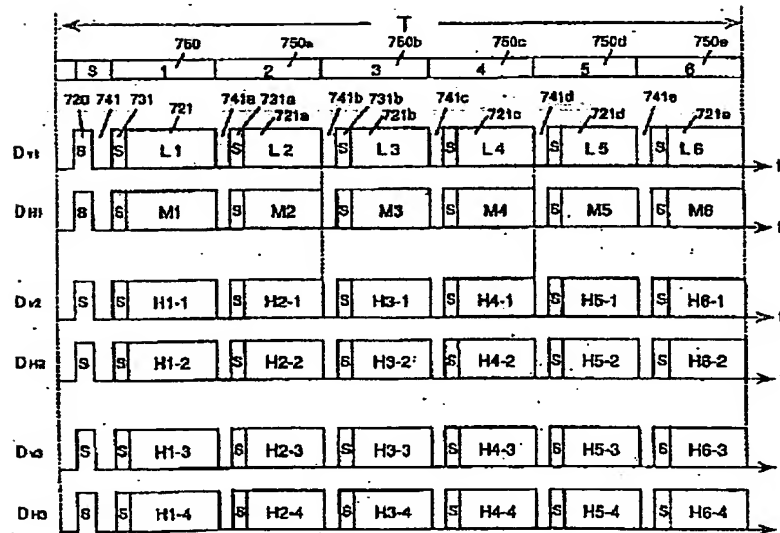 T
750 750a 750b 750c 750d 750e
S 1 2 3 4 5 6
720 741 731 721 741a 731a 721a 741b 731b 721b 741c 721c 741d 721d 741e 721e
DV1 S S L1 S L2 S L3 S L4 S L5 S L6 t
DH1 S S M1 S M2 S M3 S M4 S M5 S M6 t
DV2 S S H1-1 S H2-1 S H3-1 S H4-1 S H5-1 S H6-1 t
DH2 S S H1-2 S H2-2 S H3-2 S H4-2 S H5-2 S H6-2
DV3 S S H1-3 S H2-3 S H3-3 S H4-3 S H5-3 S H6-3
DH3 S S H1-4 S H2-4 S H3-4 S H4-4 S H5-4 S H6-4